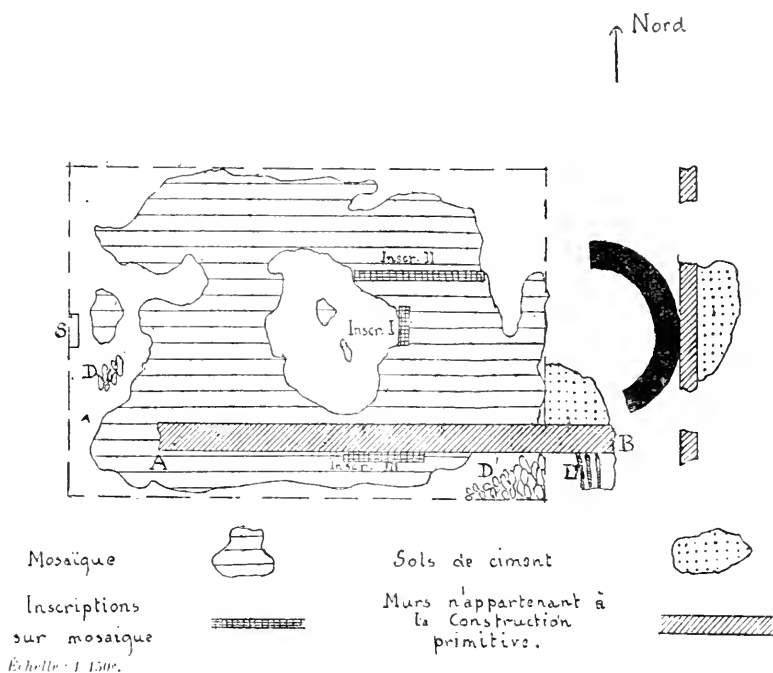 Nord
Inscr. II
S
Inscr. I
D
A
B
Inscr. III
D'
E
Mosaïque
Sols de ciment
Inscriptions
sur mosaïque
Murs n'appartenant à
la Construction
primitive.
Échelle : 1 150e.